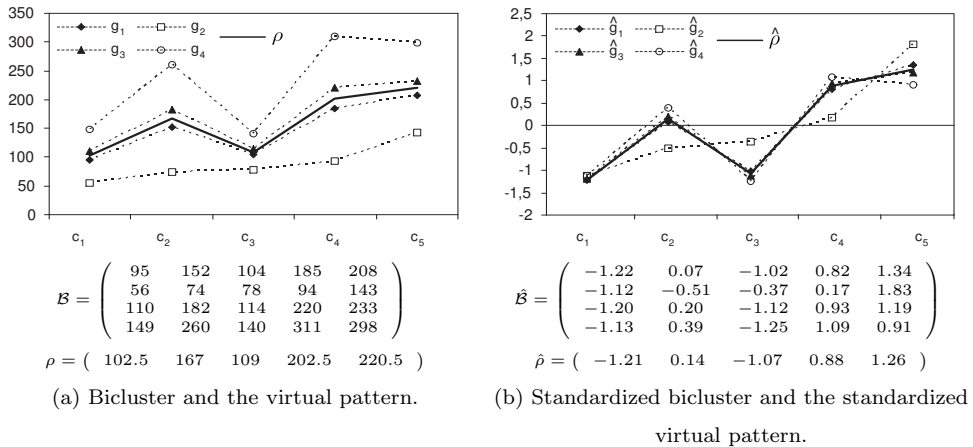 350
300
250
200
150
100
50
0
g1 g2 ρ
g3 g4
c1 c2 c3 c4 c5
B = ( 95 152 104 185 208
56 74 78 94 143
110 182 114 220 233
149 260 140 311 298 )
ρ = ( 102.5 167 109 202.5 220.5 )
(a) Bicluster and the virtual pattern.
2,5
2
1,5
1
0,5
0
-0,5
-1
-1,5
-2
ĝ1 ĝ2 ρ̂
ĝ3 ĝ4
c1 c2 c3 c4 c5
B̂ = ( −1.22 0.07 −1.02 0.82 1.34
−1.12 −0.51 −0.37 0.17 1.83
−1.20 0.20 −1.12 0.93 1.19
−1.13 0.39 −1.25 1.09 0.91 )
ρ̂ = ( −1.21 0.14 −1.07 0.88 1.26 )
(b) Standardized bicluster and the standardized
virtual pattern.